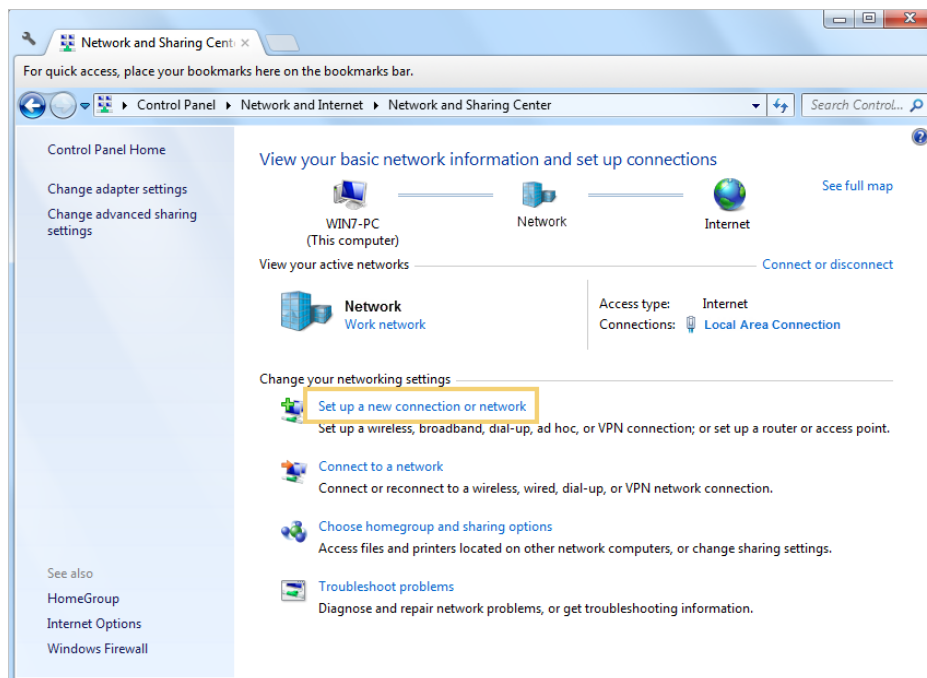 Network and Sharing Cent
For quick access, place your bookmarks here on the bookmarks bar.
Control Panel Network and Internet Network and Sharing Center Search Control...
Control Panel Home
Change adapter settings
Change advanced sharing
settings
See also
HomeGroup
Internet Options
Windows Firewall
View your basic network information and set up connections
See full map
WIN7-PC
(This computer)
Network
Internet
View your active networks
Connect or disconnect
Network
Work network
Access type: Internet
Connections: Local Area Connection
Change your networking settings
Set up a new connection or network
Set up a wireless, broadband, dial-up, ad hoc, or VPN connection; or set up a router or access point.
Connect to a network
Connect or reconnect to a wireless, wired, dial-up, or VPN network connection.
Choose homegroup and sharing options
Access files and printers located on other network computers, or change sharing settings.
Troubleshoot problems
Diagnose and repair network problems, or get troubleshooting information.